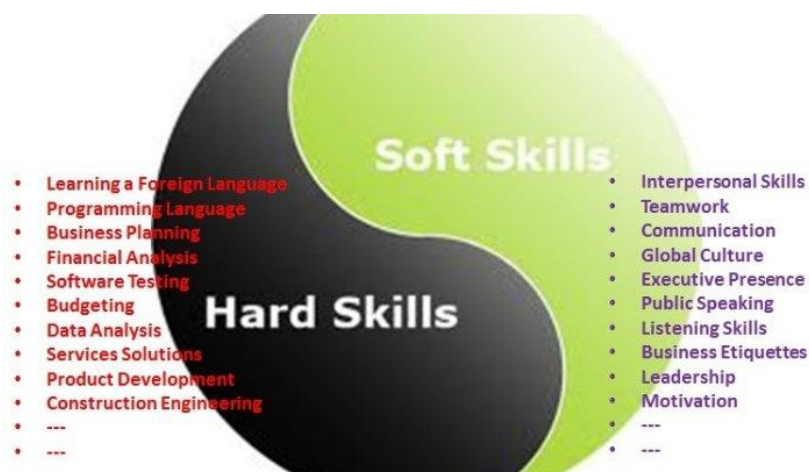 Soft Skills
Hard Skills
• Learning a Foreign Language
• Programming Language
• Business Planning
• Financial Analysis
• Software Testing
• Budgeting
• Data Analysis
• Services Solutions
• Product Development
• Construction Engineering
• ---
• ---
• Interpersonal Skills
• Teamwork
• Communication
• Global Culture
• Executive Presence
• Public Speaking
• Listening Skills
• Business Etiquettes
• Leadership
• Motivation
• ---
• ---